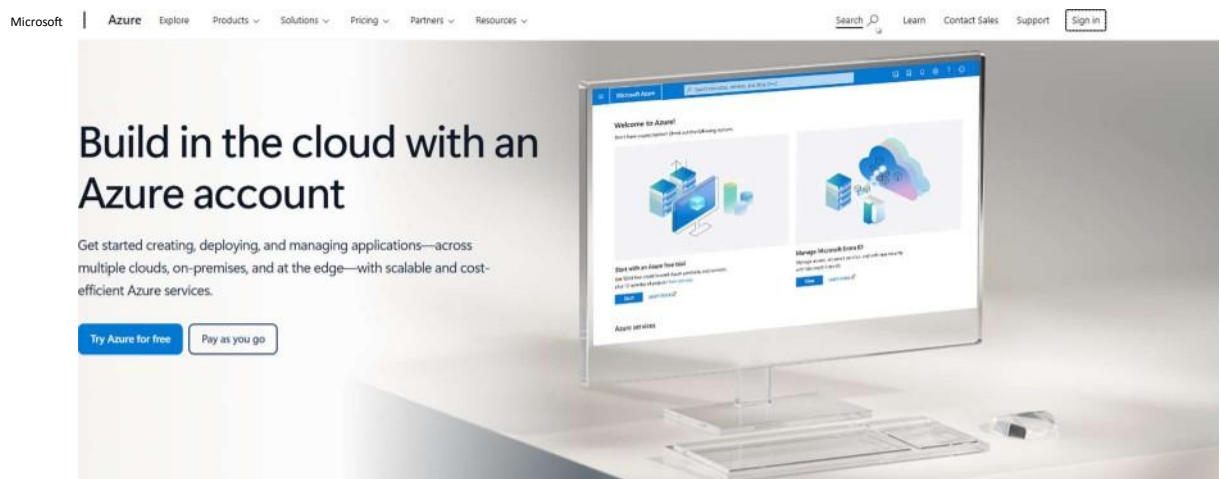 Microsoft
Azure Explore Products Solutions Pricing Partners Resources Search Learn Contact Sales Support Sign in
Build in the cloud with an
Azure account
Get started creating, deploying, and managing applications—across
multiple clouds, on-premises, and at the edge—with scalable and cost-
efficient Azure services.
Try Azure for free Pay as you go
Microsoft Azure
Welcome to Azure!
Start with an Azure free trial
Manage Microsoft Entra ID
Start
View
Azure services